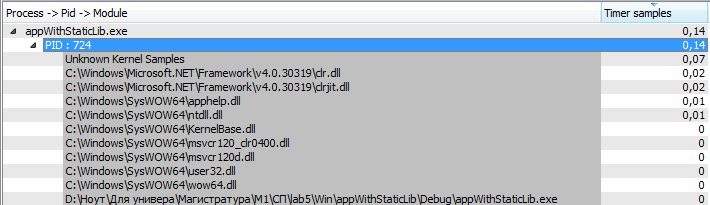 Process -> Pid -> Module Timer samples
appWithStaticLib.exe 0,14
PID : 724 0,14
Unknown Kernel Samples 0,07
C:\Windows\Microsoft.NET\Framework\v4.0.30319\clr.dll 0,02
C:\Windows\Microsoft.NET\Framework\v4.0.30319\clrjit.dll 0,02
C:\Windows\SysWOW64\apphelp.dll 0,01
C:\Windows\SysWOW64\ntdll.dll 0,01
C:\Windows\SysWOW64\KernelBase.dll 0
C:\Windows\SysWOW64\msvcr120_clr0400.dll 0
C:\Windows\SysWOW64\msvcr120d.dll 0
C:\Windows\SysWOW64\user32.dll 0
C:\Windows\SysWOW64\wow64.dll 0
D:\Ноут\Для универа\Магистратура\М1\СП\lab5\Win\appWithStaticLib\Debug\appWithStaticLib.exe 0